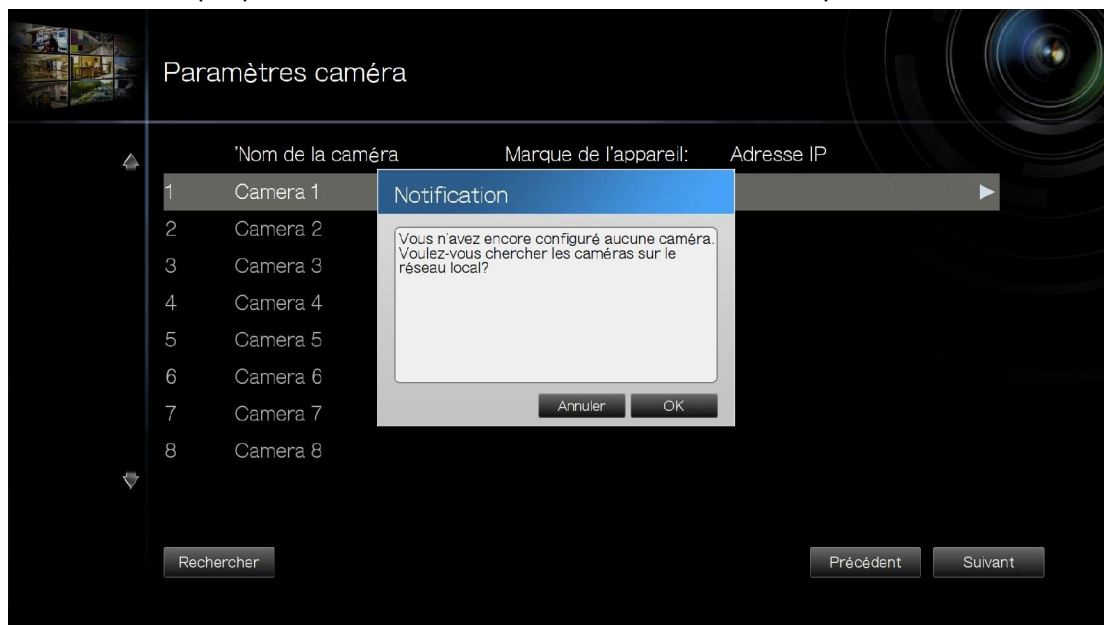 Paramètres caméra
'Nom de la caméra Marque de l'appareil: Adresse IP
1 Camera 1
Notification
2 Camera 2
Vous n'avez encore configuré aucune caméra.
Voulez-vous chercher les caméras sur le
réseau local?
3 Camera 3
4 Camera 4
5 Camera 5
6 Camera 6
7 Camera 7
Annuler OK
8 Camera 8
Rechercher Précédent Suivant